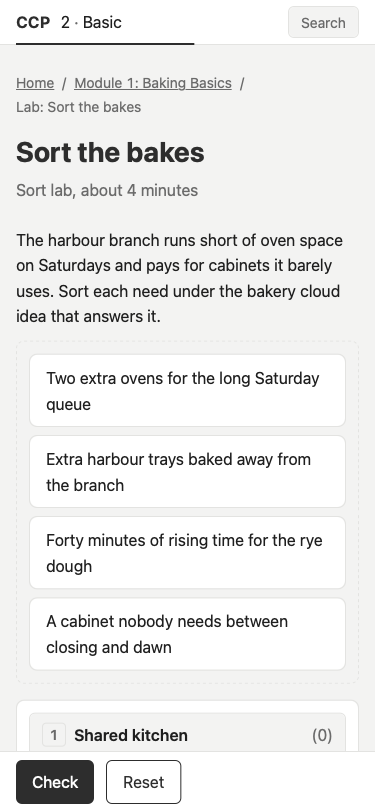 CCP 2 · Basic
Search
Home / Module 1: Baking Basics /
Lab: Sort the bakes
Sort the bakes
Sort lab, about 4 minutes
The harbour branch runs short of oven space
on Saturdays and pays for cabinets it barely
uses. Sort each need under the bakery cloud
idea that answers it.
Two extra ovens for the long Saturday
queue
Extra harbour trays baked away from
the branch
Forty minutes of rising time for the rye
dough
A cabinet nobody needs between
closing and dawn
1 Shared kitchen (0)
Check Reset